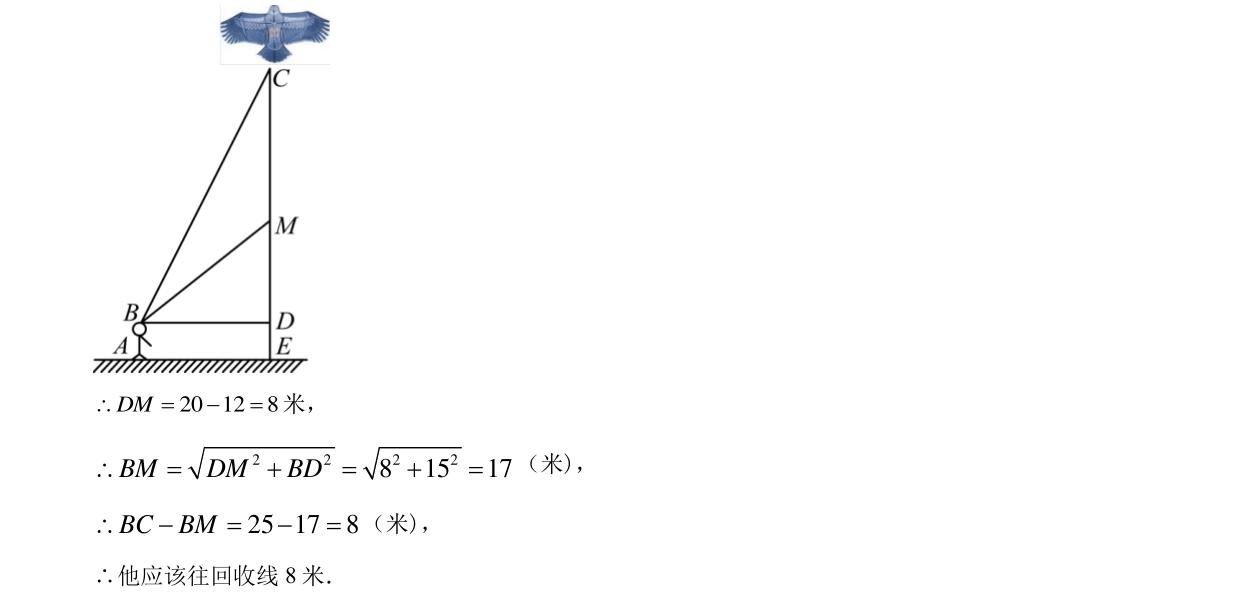 C
M
B
D
A
E
∴DM=20−12=8米，
∴BM=√(DM²+BD²)=√(8²+15²)=17（米），
∴BC−BM=25−17=8（米），
∴他应该往回收线8米．